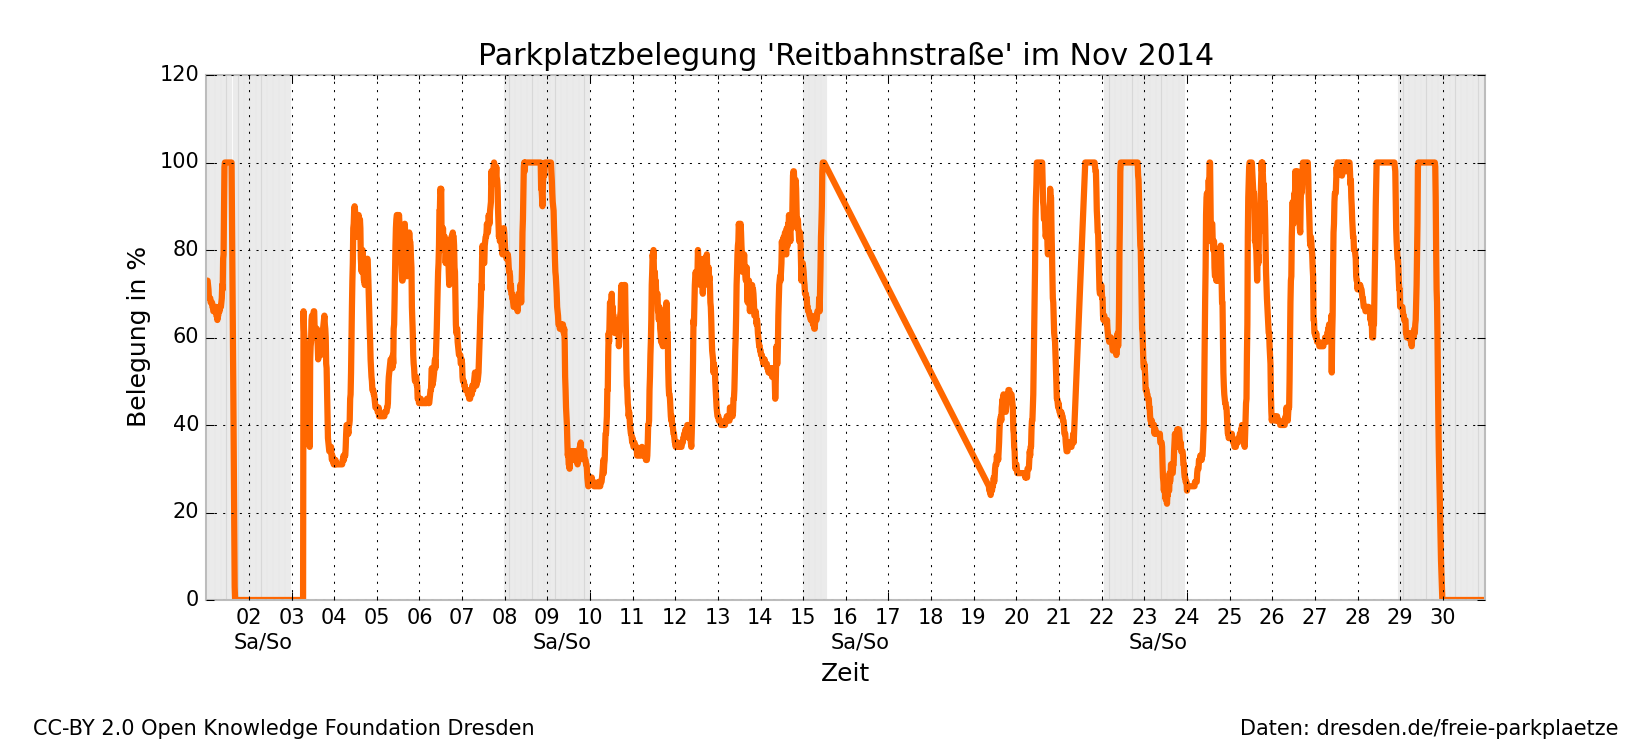 Parkplatzbelegung 'Reitbahnstraße' im Nov 2014
120
100
80
60
40
20
0
Belegung in %
02 03 04 05 06 07 08 09 10 11 12 13 14 15 16 17 18 19 20 21 22 23 24 25 26 27 28 29 30
Sa/So Sa/So Sa/So Sa/So
Zeit
CC-BY 2.0 Open Knowledge Foundation Dresden
Daten: dresden.de/freie-parkplaetze